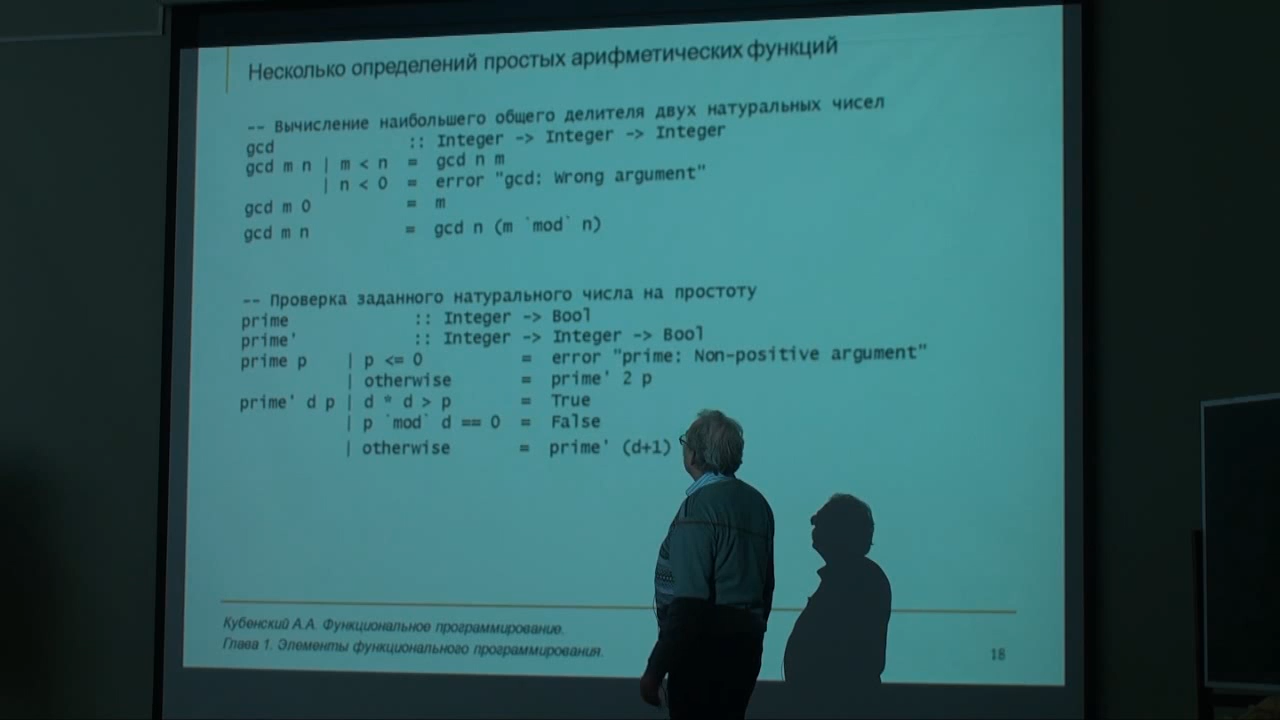 Несколько определений простых арифметических функций
-- Вычисление наибольшего общего делителя двух натуральных чисел
gcd :: Integer -> Integer -> Integer
gcd m n | m < n = gcd n m
| n < 0 = error "gcd: Wrong argument"
gcd m 0 = m
gcd m n = gcd n (m `mod` n)
-- Проверка заданного натурального числа на простоту
prime :: Integer -> Bool
prime' :: Integer -> Integer -> Bool
prime p | p <= 0 = error "prime: Non-positive argument"
| otherwise = prime' 2 p
prime' d p | d * d > p = True
| p `mod` d == 0 = False
| otherwise = prime' (d+1)
Кубенский А.А. Функциональное программирование.
Глава 1. Элементы функционального программирования.
18